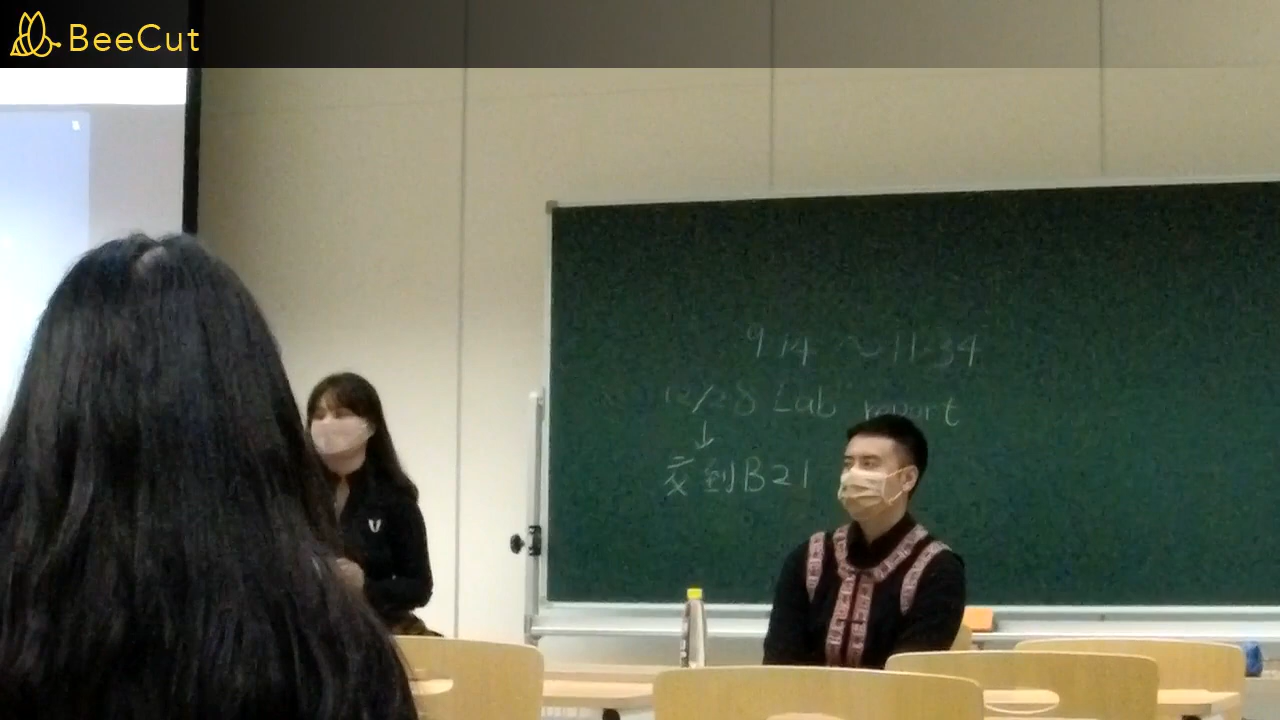 BeeCut
9.14 ~ 11:34
12/28 Lab report
↓
交到B21